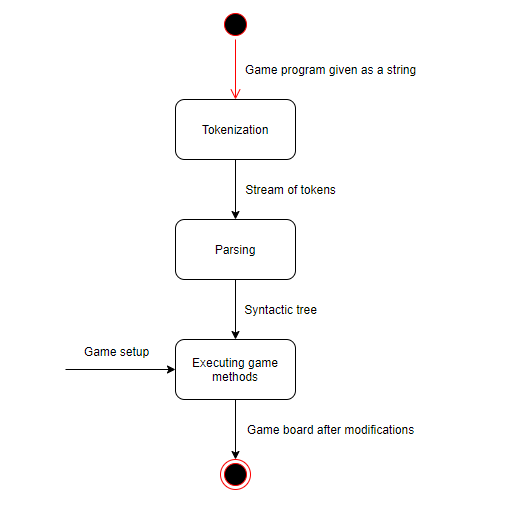 Game program given as a string
Tokenization
Stream of tokens
Parsing
Syntactic tree
Game setup
Executing game
methods
Game board after modifications